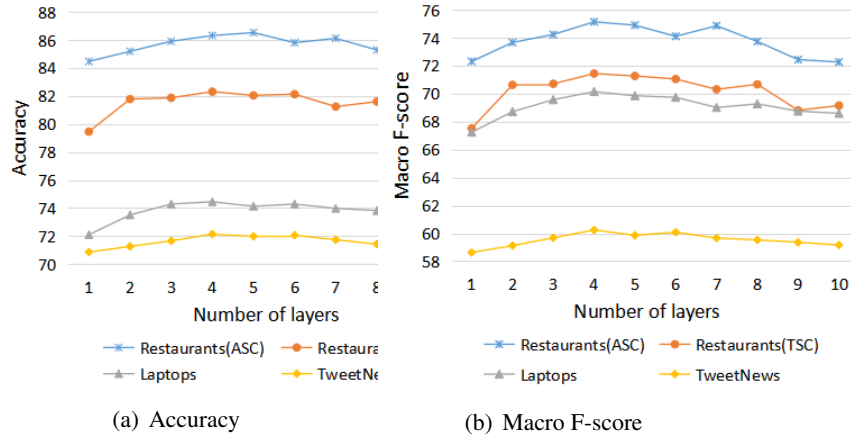 88
86
84
82
80
78
76
74
72
70
Accuracy
1 2 3 4 5 6 7 8
Number of layers
Restaurants(ASC) Restaura
Laptops TweetNe
(a) Accuracy
76
74
72
70
68
66
64
62
60
58
Macro F-score
1 2 3 4 5 6 7 8 9 10
Number of layers
Restaurants(ASC) Restaurants(TSC)
Laptops TweetNews
(b) Macro F-score